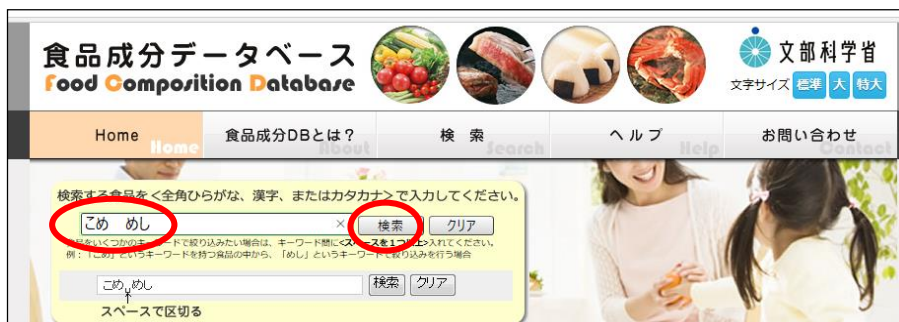 食品成分データベース
Food Composition Database
文部科学省
文字サイズ 標準 大 特大
Home 食品成分DBとは? 検 索 ヘ ル プ お問い合わせ
Home About Search Help Contact
検索する食品を<全角ひらがな、漢字、またはカタカナ>で入力してください。
こめ めし × 検索 クリア
食品をいくつかのキーワードで絞り込みたい場合は、キーワード間に<スペースを1つ以上>入れてください。
例:「こめ」というキーワードを持つ食品の中から、「めし」というキーワードで絞り込みを行う場合
こめ めし 検索 クリア
スペースで区切る